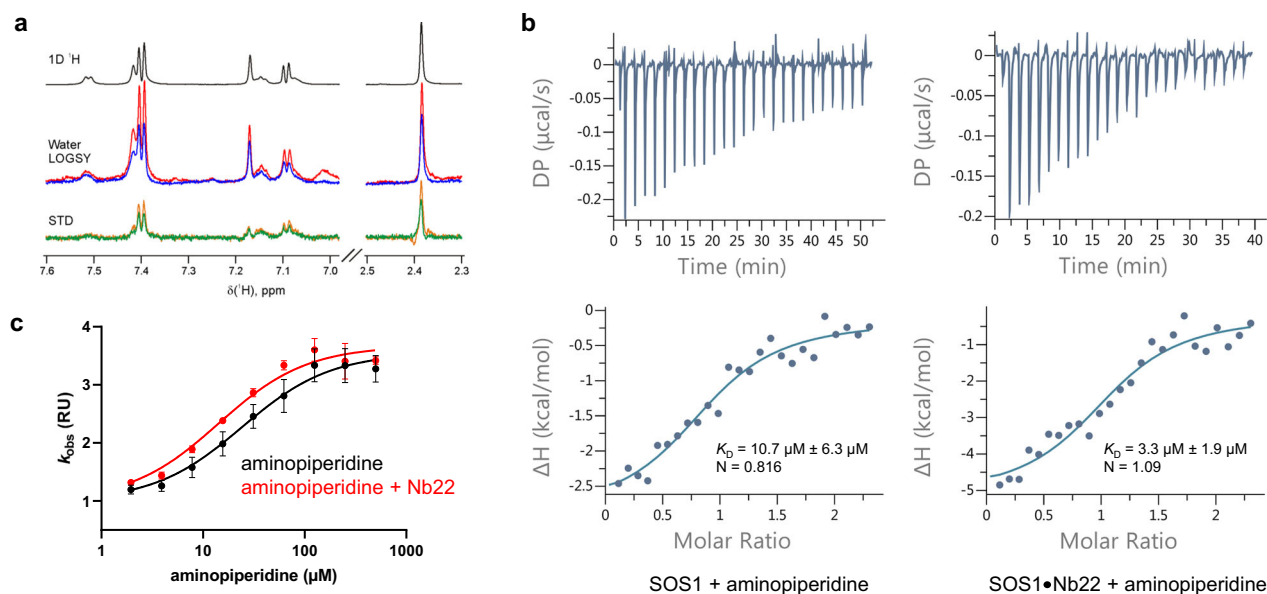 a
1D ¹H
Water
LOGSY
STD
7.6 7.5 7.4 7.3 7.2 7.1 7.0 2.5 2.4 2.3
δ(¹H), ppm
b
0
-0.05
-0.1
-0.15
-0.2
DP (µcal/s)
0 5 10 15 20 25 30 35 40 45 50
Time (min)
0
-0.05
-0.1
-0.15
-0.2
DP (µcal/s)
0 5 10 15 20 25 30 35 40
Time (min)
c
4
3
2
1
kobs (RU)
aminopiperidine
aminopiperidine + Nb22
1 10 100 1000
aminopiperidine (µM)
0
-0.5
-1.0
-1.5
-2.0
-2.5
ΔH (kcal/mol)
KD = 10.7 µM ± 6.3 µM
N = 0.816
0 0.5 1 1.5 2
Molar Ratio
SOS1 + aminopiperidine
0
-1
-2
-3
-4
-5
ΔH (kcal/mol)
KD = 3.3 µM ± 1.9 µM
N = 1.09
0 0.5 1 1.5 2
Molar Ratio
SOS1•Nb22 + aminopiperidine